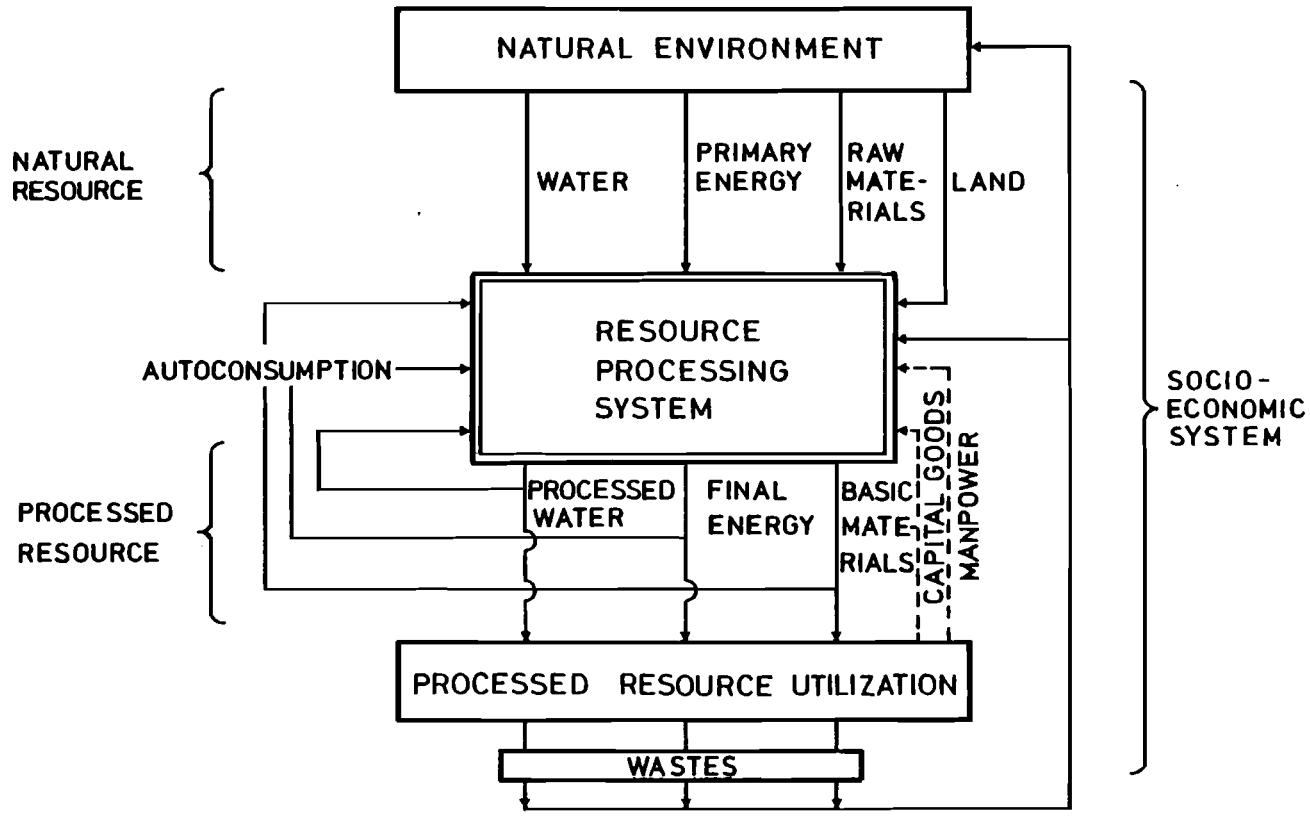 NATURAL ENVIRONMENT
NATURAL
RESOURCE
WATER
PRIMARY
ENERGY
RAW
MATE-
RIALS
LAND
RESOURCE
PROCESSING
SYSTEM
AUTOCONSUMPTION
SOCIO-
ECONOMIC
SYSTEM
PROCESSED
RESOURCE
PROCESSED
WATER
FINAL
ENERGY
BASIC
MATE-
RIALS
CAPITAL GOODS
MANPOWER
PROCESSED RESOURCE UTILIZATION
WASTES